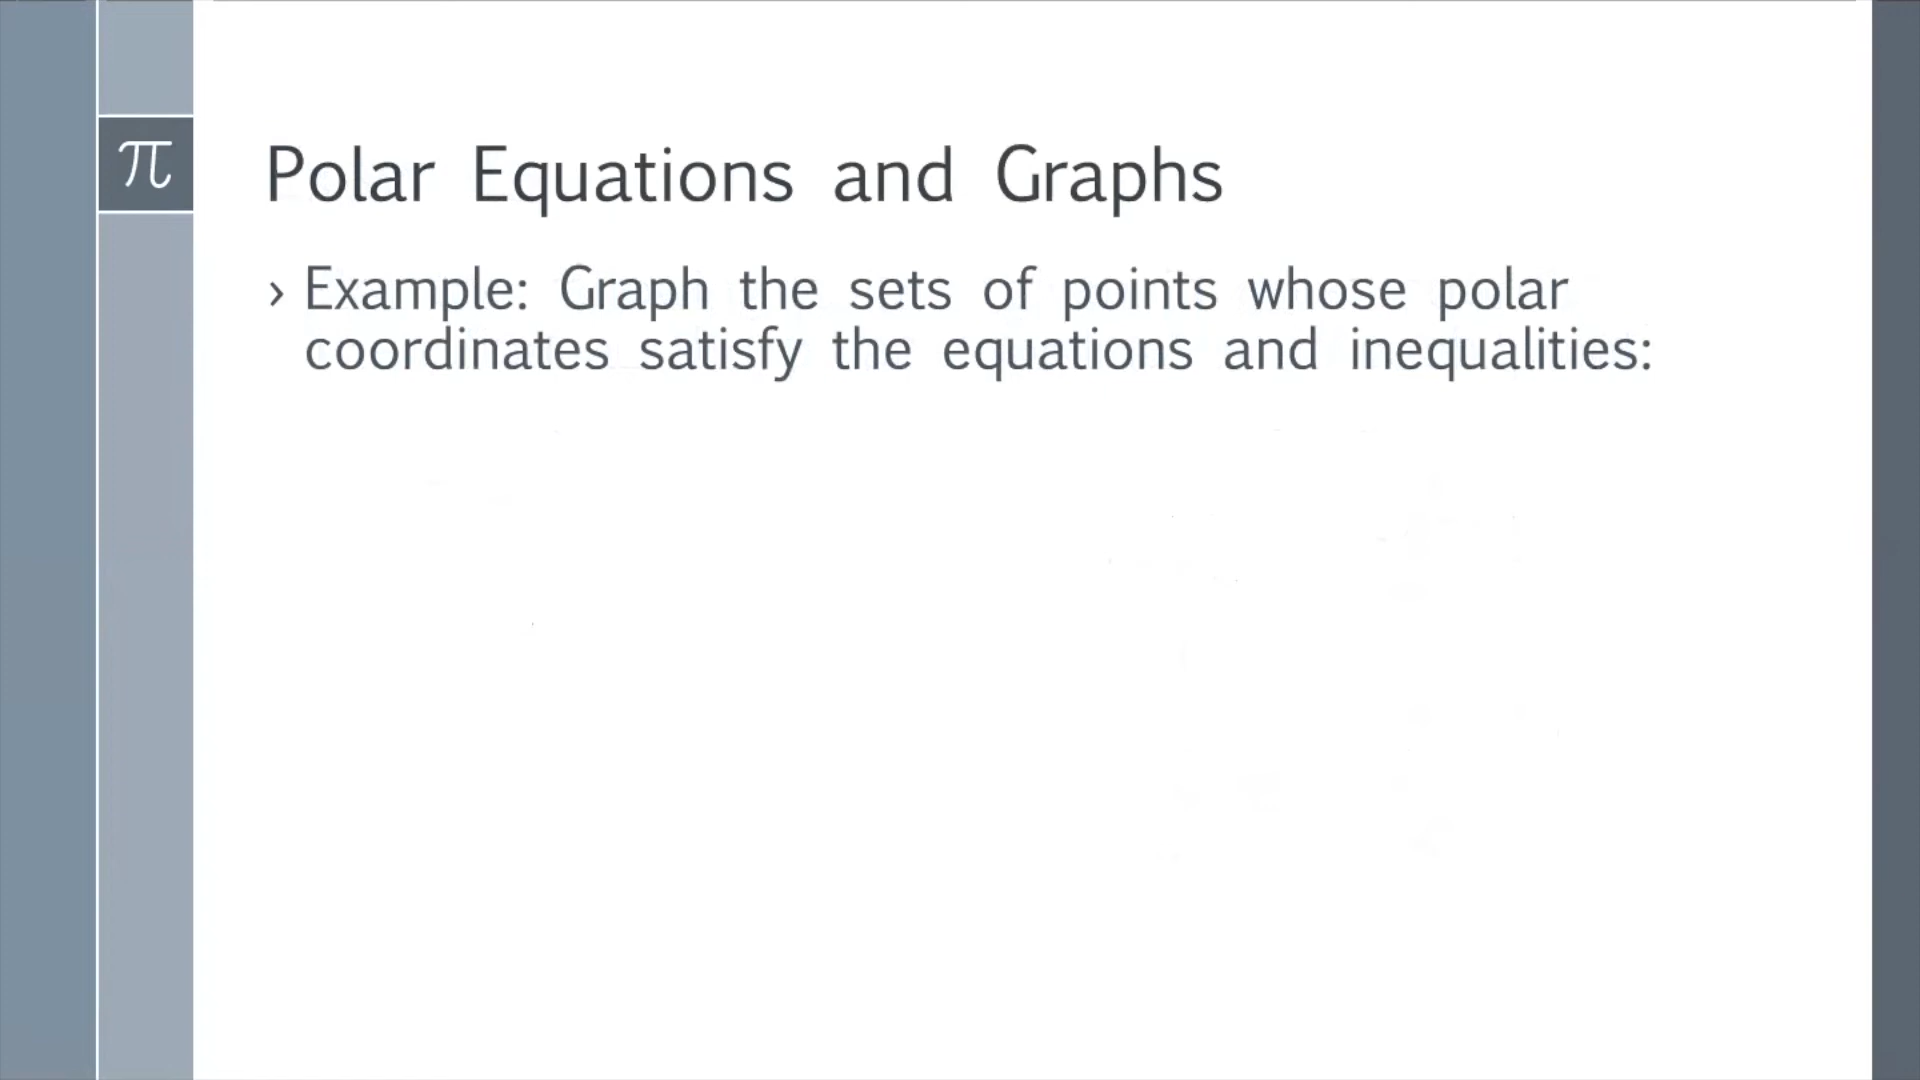 π
Polar Equations and Graphs
› Example: Graph the sets of points whose polar
coordinates satisfy the equations and inequalities: